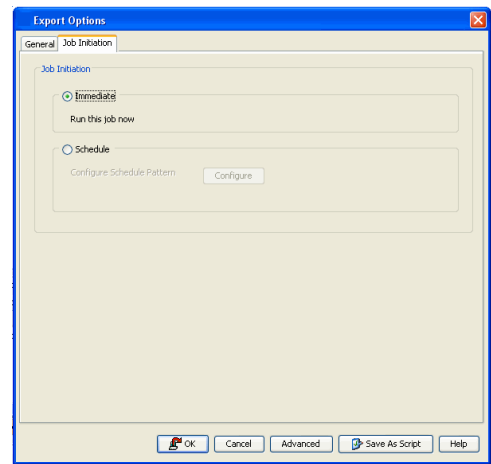 Export Options
General Job Initiation
Job Initiation
Immediate
Run this job now
Schedule
Configure Schedule Pattern Configure
OK Cancel Advanced Save As Script Help